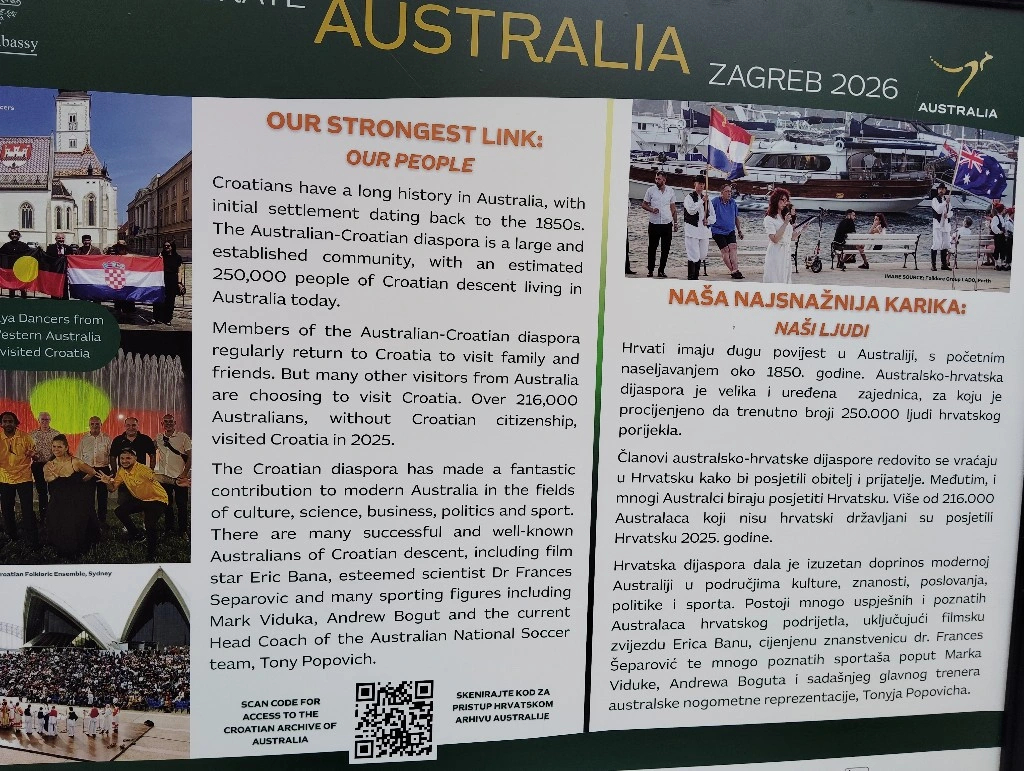 AUSTRALIA
ZAGREB 2026
AUSTRALIA
OUR STRONGEST LINK:
OUR PEOPLE
Croatians have a long history in Australia, with
initial settlement dating back to the 1850s.
The Australian-Croatian diaspora is a large and
established community, with an estimated
250,000 people of Croatian descent living in
Australia today.
Members of the Australian-Croatian diaspora
regularly return to Croatia to visit family and
friends. But many other visitors from Australia
are choosing to visit Croatia. Over 216,000
Australians, without Croatian citizenship,
visited Croatia in 2025.
The Croatian diaspora has made a fantastic
contribution to modern Australia in the fields
of culture, science, business, politics and sport.
There are many successful and well-known
Australians of Croatian descent, including film
star Eric Bana, esteemed scientist Dr Frances
Separovic and many sporting figures including
Mark Viduka, Andrew Bogut and the current
Head Coach of the Australian National Soccer
team, Tony Popovich.
SCAN CODE FOR
ACCESS TO THE
CROATIAN ARCHIVE OF
AUSTRALIA
SKENIRAJTE KOD ZA
PRISTUP HRVATSKOM
ARHIVU AUSTRALIJE
IMAGE SOURCE: Folklore Group LADO, Perth
NAŠA NAJSNAŽNIJA KARIKA:
NAŠI LJUDI
Hrvati imaju dugu povijest u Australiji, s početnim
naseljavanjem oko 1850. godine. Australsko-hrvatska
dijaspora je velika i uređena zajednica, za koju je
procijenjeno da trenutno broji 250.000 ljudi hrvatskog
porijekla.
Članovi australsko-hrvatske dijaspore redovito se vraćaju
u Hrvatsku kako bi posjetili obitelj i prijatelje. Međutim, i
mnogi Australci biraju posjetiti Hrvatsku. Više od 216.000
Australaca koji nisu hrvatski državljani su posjetili
Hrvatsku 2025. godine.
Hrvatska dijaspora dala je izuzetan doprinos modernoj
Australiji u područjima kulture, znanosti, poslovanja,
politike i sporta. Postoji mnogo uspješnih i poznatih
Australaca hrvatskog podrijetla, uključujući filmsku
zvijezdu Erica Banu, cijenjenu znanstvenicu dr. Frances
Šeparović te mnogo poznatih sportaša poput Marka
Viduke, Andrewa Boguta i sadašnjeg glavnog trenera
australske nogometne reprezentacije, Tonyja Popovicha.
ya Dancers from
estern Australia
visited Croatia
roatian Folkloric Ensemble, Sydney